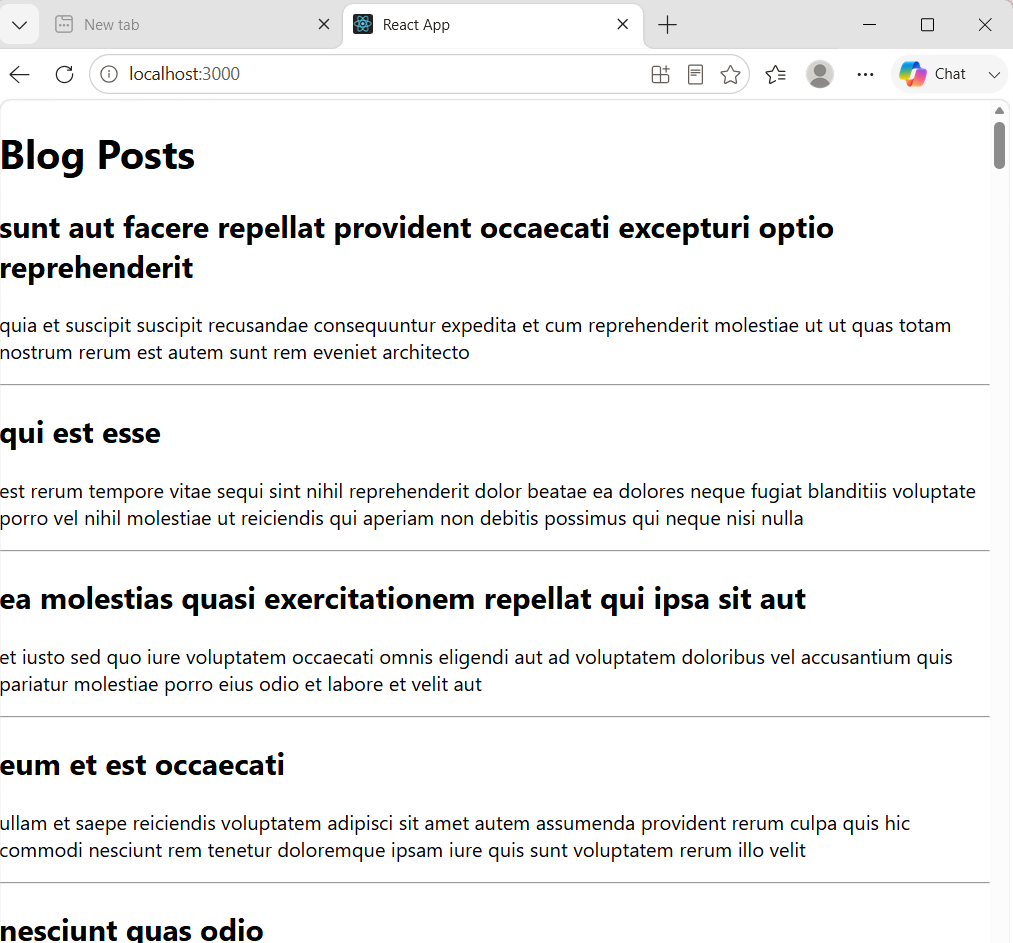 New tab
React App
localhost:3000
Chat
Blog Posts
sunt aut facere repellat provident occaecati excepturi optio
reprehenderit
quia et suscipit suscipit recusandae consequuntur expedita et cum reprehenderit molestiae ut ut quas totam
nostrum rerum est autem sunt rem eveniet architecto
qui est esse
est rerum tempore vitae sequi sint nihil reprehenderit dolor beatae ea dolores neque fugiat blanditiis voluptate
porro vel nihil molestiae ut reiciendis qui aperiam non debitis possimus qui neque nisi nulla
ea molestias quasi exercitationem repellat qui ipsa sit aut
et iusto sed quo iure voluptatem occaecati omnis eligendi aut ad voluptatem doloribus vel accusantium quis
pariatur molestiae porro eius odio et labore et velit aut
eum et est occaecati
ullam et saepe reiciendis voluptatem adipisci sit amet autem assumenda provident rerum culpa quis hic
commodi nesciunt rem tenetur doloremque ipsam iure quis sunt voluptatem rerum illo velit
nesciunt quas odio